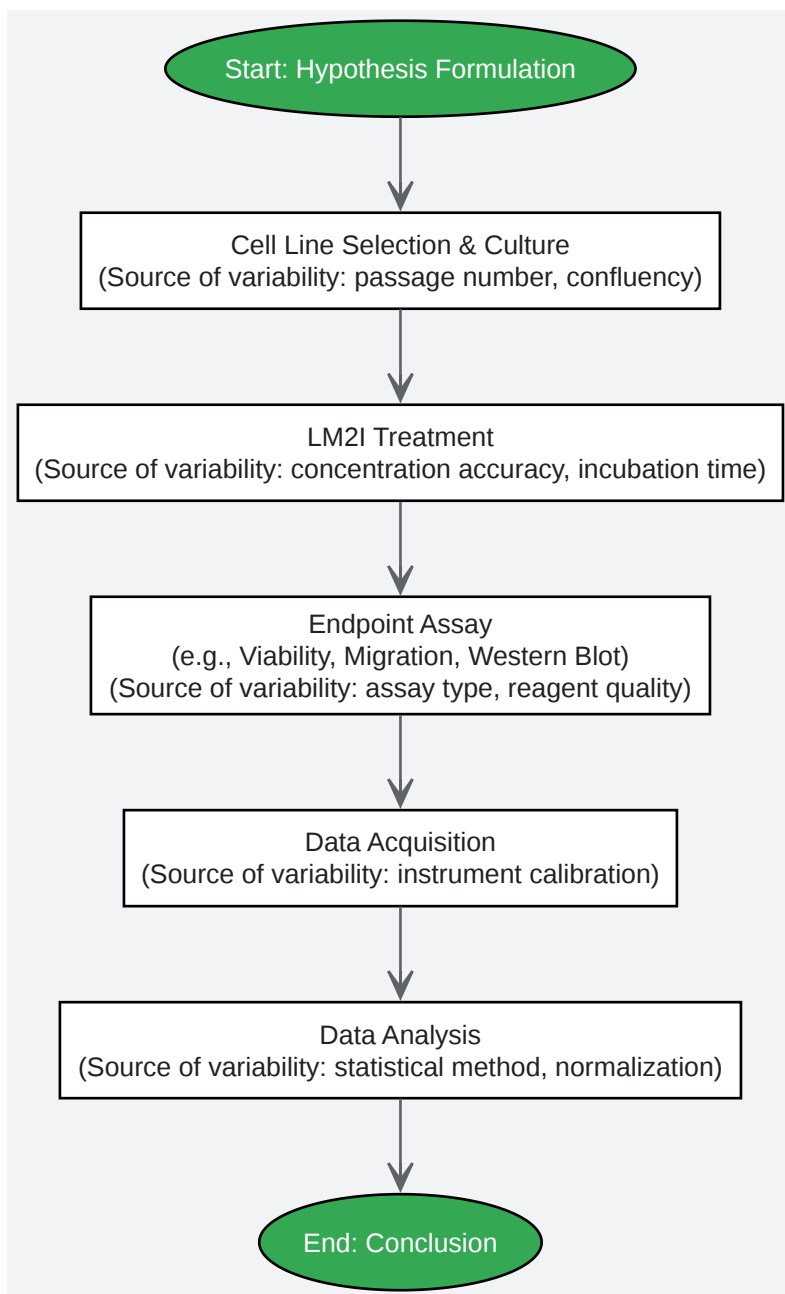 Start: Hypothesis Formulation
Cell Line Selection & Culture
(Source of variability: passage number, confluency)
LM2I Treatment
(Source of variability: concentration accuracy, incubation time)
Endpoint Assay
(e.g., Viability, Migration, Western Blot)
(Source of variability: assay type, reagent quality)
Data Acquisition
(Source of variability: instrument calibration)
Data Analysis
(Source of variability: statistical method, normalization)
End: Conclusion